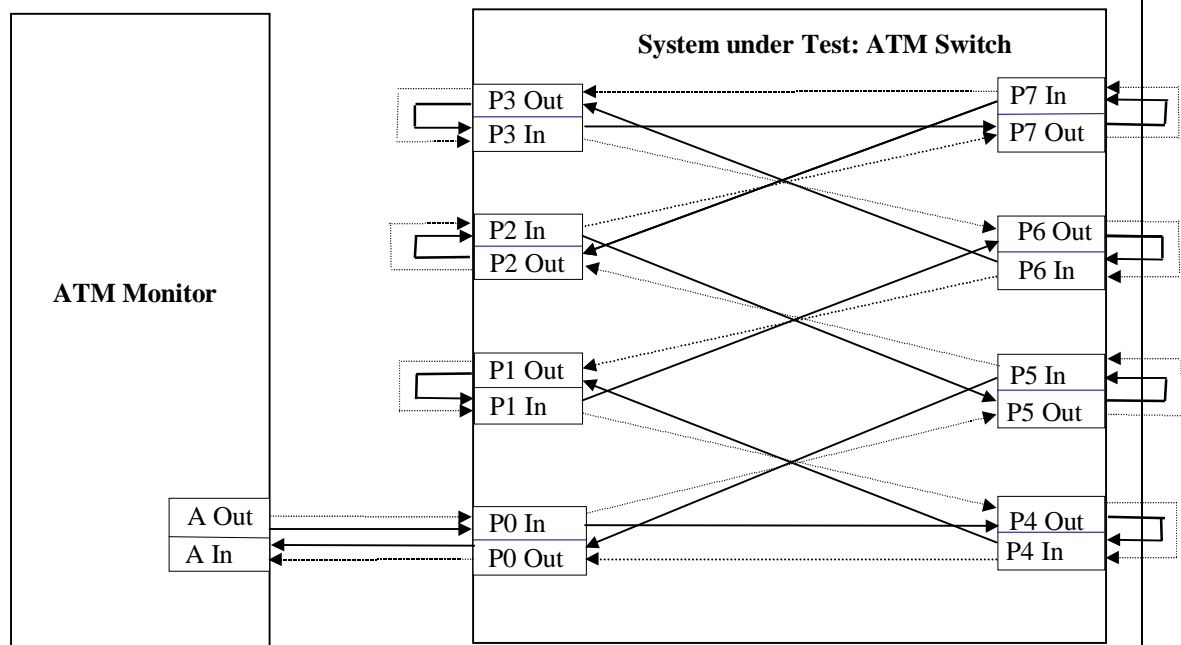 System under Test: ATM Switch
P3 Out
P3 In
P7 In
P7 Out
P2 In
P2 Out
P6 Out
P6 In
ATM Monitor
P1 Out
P1 In
P5 In
P5 Out
A Out
A In
P0 In
P0 Out
P4 Out
P4 In